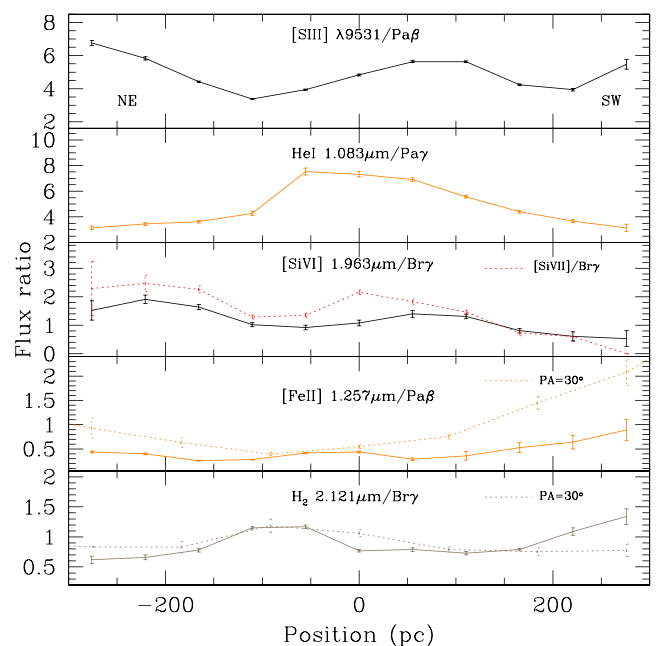 8
6
4
2
[SIII] λ9531/Paβ
NE
SW
10
8
6
4
2
HeI 1.083μm/Paγ
3
2
1
0
[SiVI] 1.963μm/Brγ
[SiVII]/Brγ
2
1.5
1
0.5
[FeII] 1.257μm/Paβ
PA=30°
2
1.5
1
0.5
H₂ 2.121μm/Brγ
PA=30°
−200
0
200
Flux ratio
Position (pc)